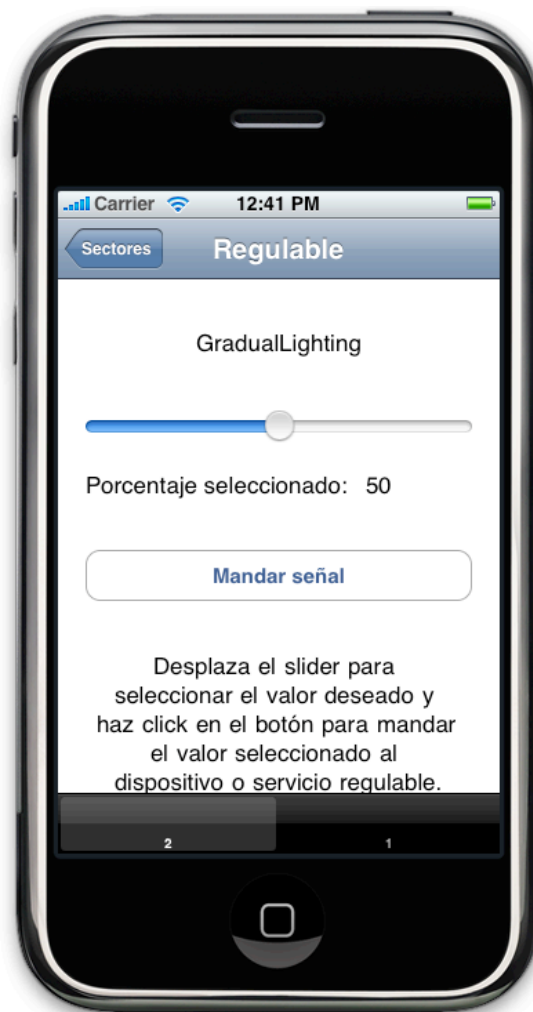 Carrier 12:41 PM
Sectores Regulable
GradualLighting
Porcentaje seleccionado: 50
Mandar señal
Desplaza el slider para
seleccionar el valor deseado y
haz click en el botón para mandar
el valor seleccionado al
dispositivo o servicio regulable.
2 1